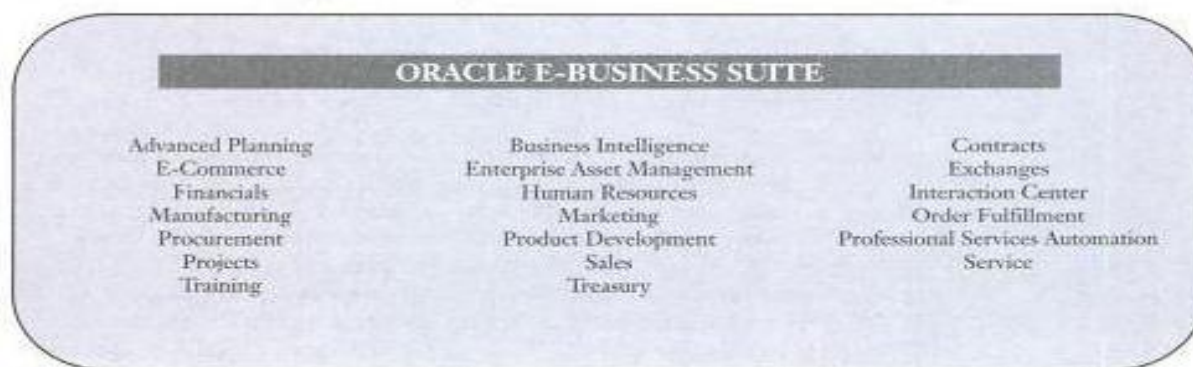 ORACLE E-BUSINESS SUITE
Advanced Planning
E-Commerce
Financials
Manufacturing
Procurement
Projects
Training
Business Intelligence
Enterprise Asset Management
Human Resources
Marketing
Product Development
Sales
Treasury
Contracts
Exchanges
Interaction Center
Order Fulfillment
Professional Services Automation
Service